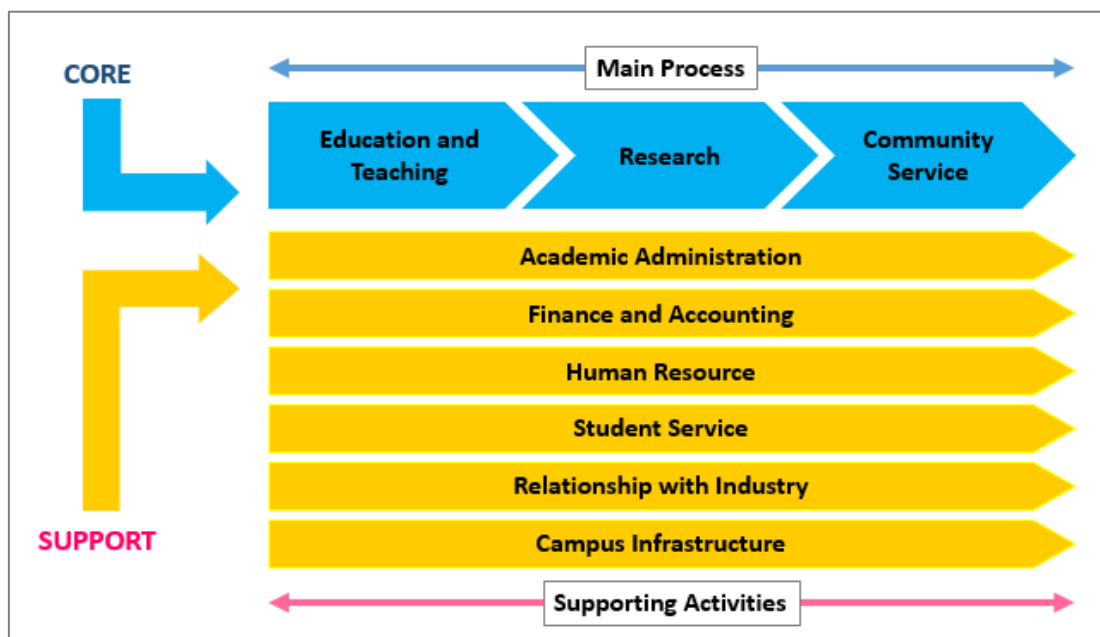 CORE
Main Process
Education and
Teaching
Research
Community
Service
Academic Administration
Finance and Accounting
Human Resource
Student Service
Relationship with Industry
Campus Infrastructure
SUPPORT
Supporting Activities